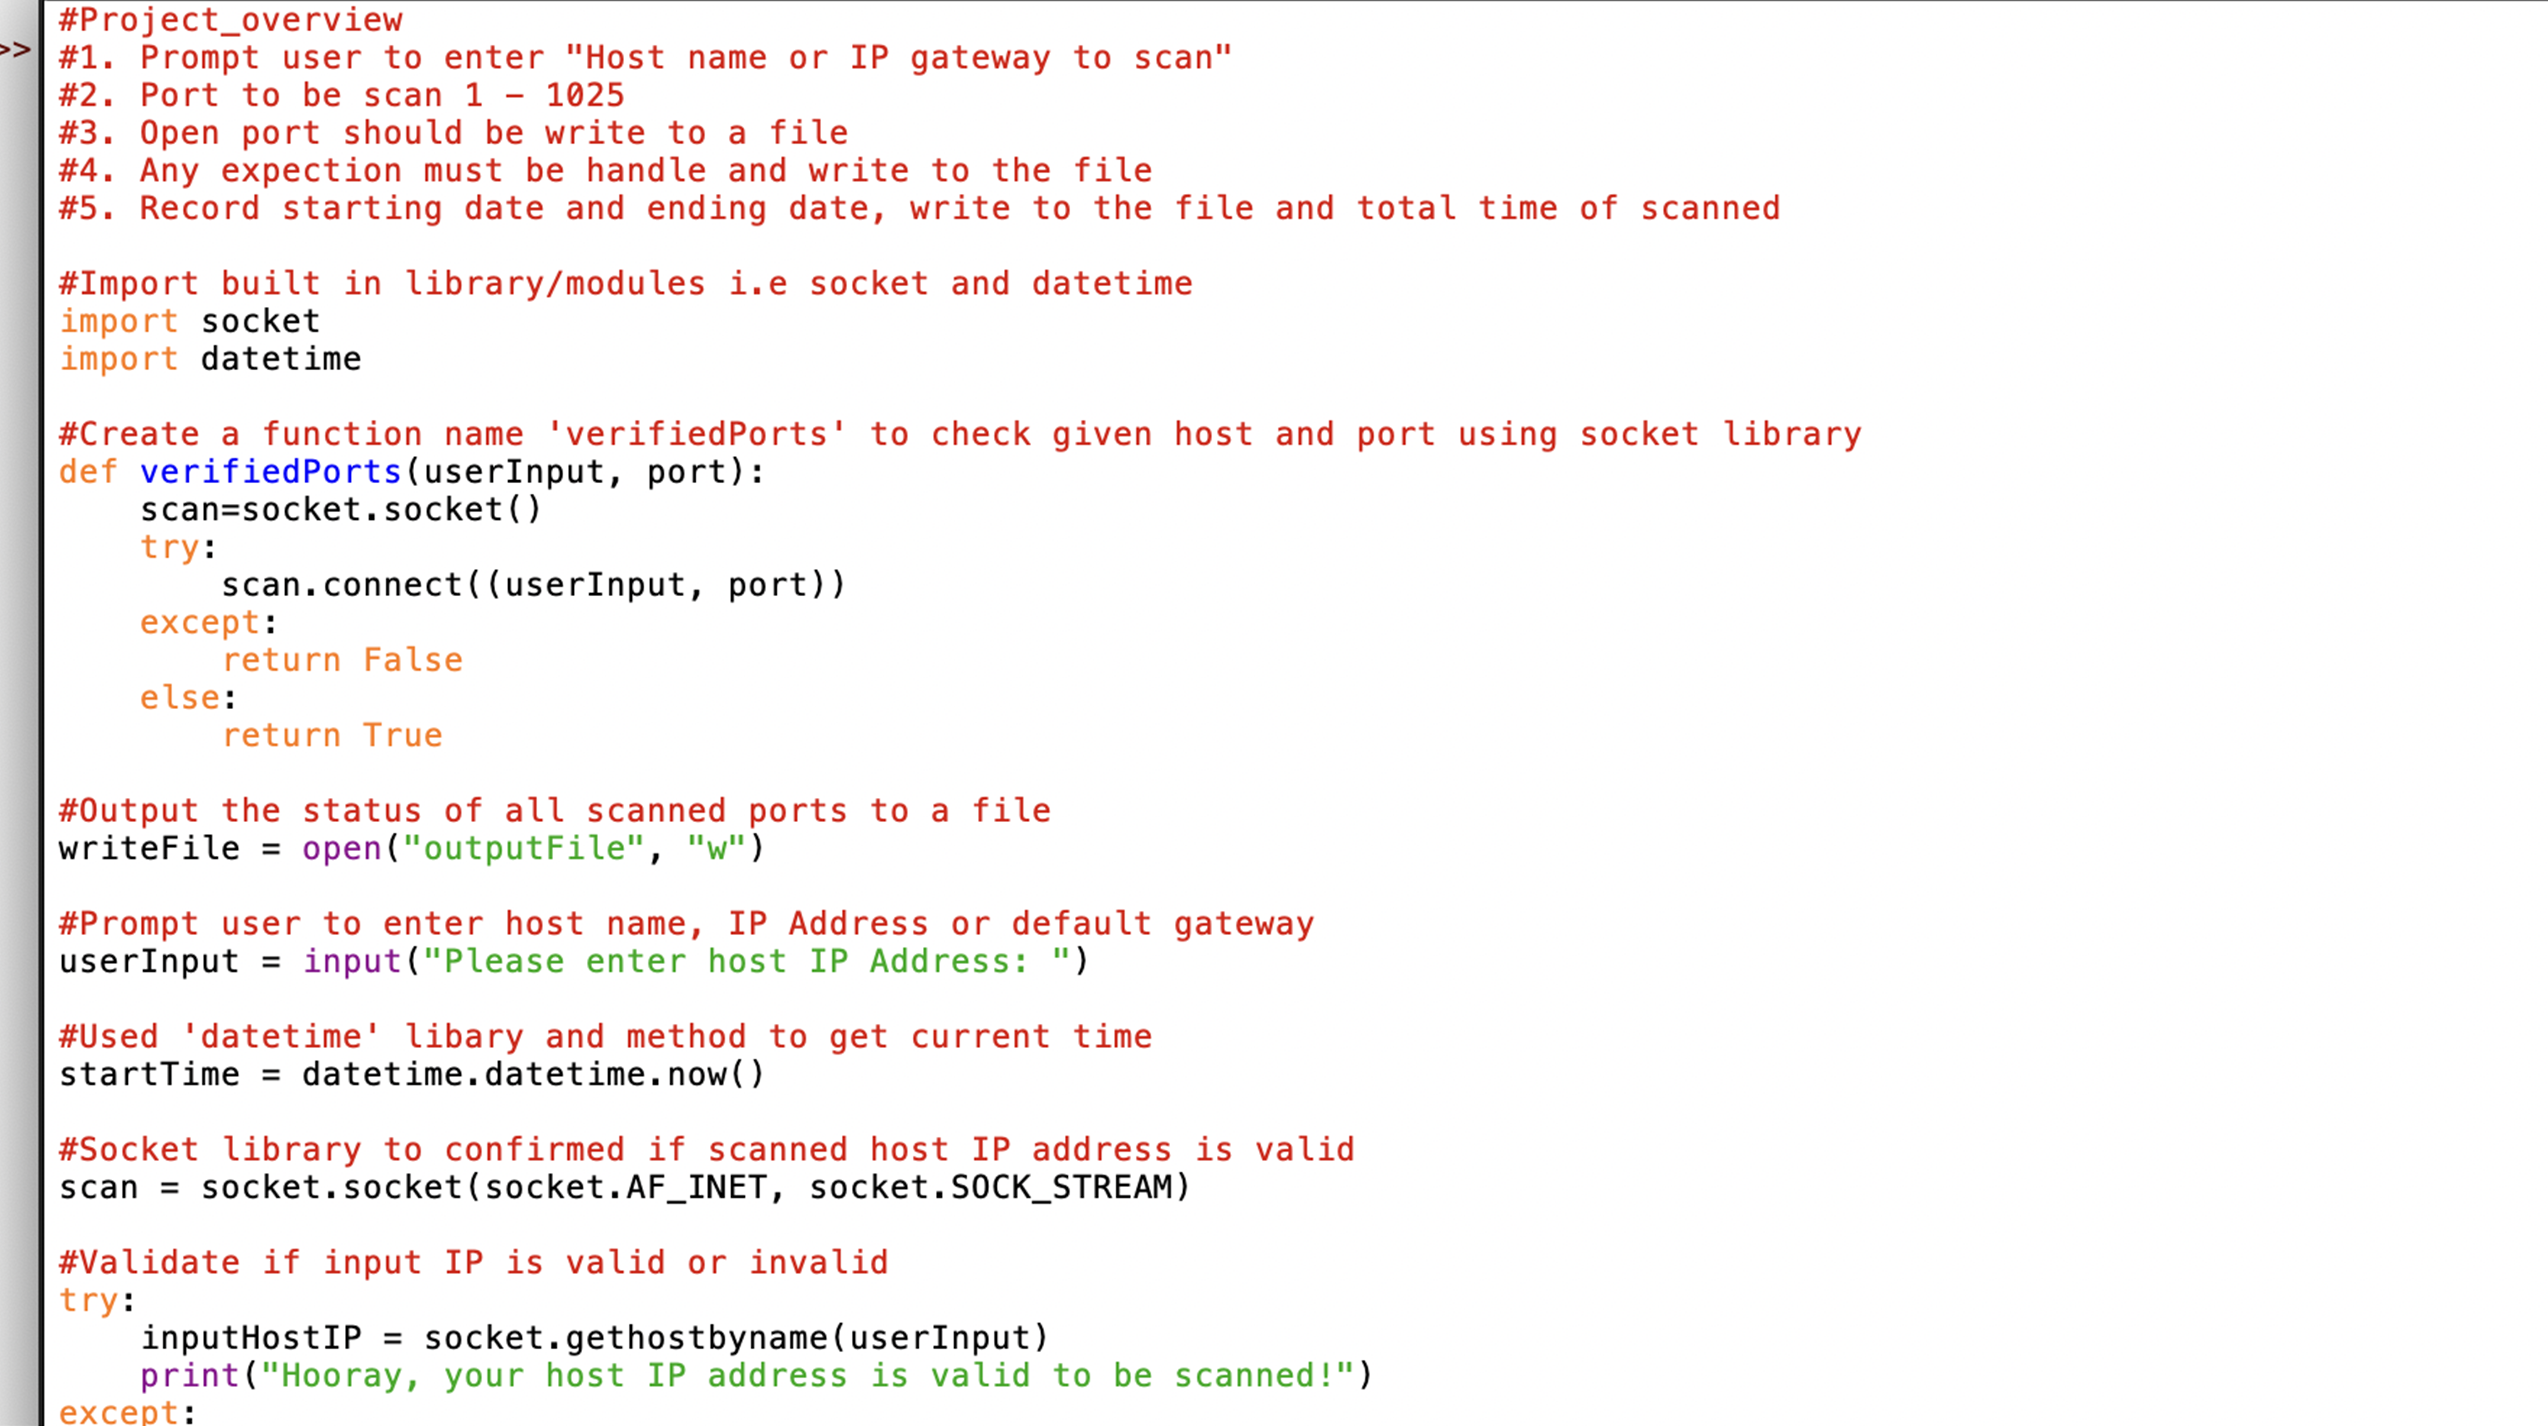 #Project_overview
>>
#1. Prompt user to enter "Host name or IP gateway to scan"
#2. Port to be scan 1 – 1025
#3. Open port should be write to a file
#4. Any expection must be handle and write to the file
#5. Record starting date and ending date, write to the file and total time of scanned
#Import built in library/modules i.e socket and datetime
import socket
import datetime
#Create a function name 'verifiedPorts' to check given host and port using socket library
def verifiedPorts(userInput, port):
    scan=socket.socket()
    try:
        scan.connect((userInput, port))
    except:
        return False
    else:
        return True
#Output the status of all scanned ports to a file
writeFile = open("outputFile", "w")
#Prompt user to enter host name, IP Address or default gateway
userInput = input("Please enter host IP Address: ")
#Used 'datetime' libary and method to get current time
startTime = datetime.datetime.now()
#Socket library to confirmed if scanned host IP address is valid
scan = socket.socket(socket.AF_INET, socket.SOCK_STREAM)
#Validate if input IP is valid or invalid
try:
    inputHostIP = socket.gethostbyname(userInput)
    print("Hooray, your host IP address is valid to be scanned!")
except: